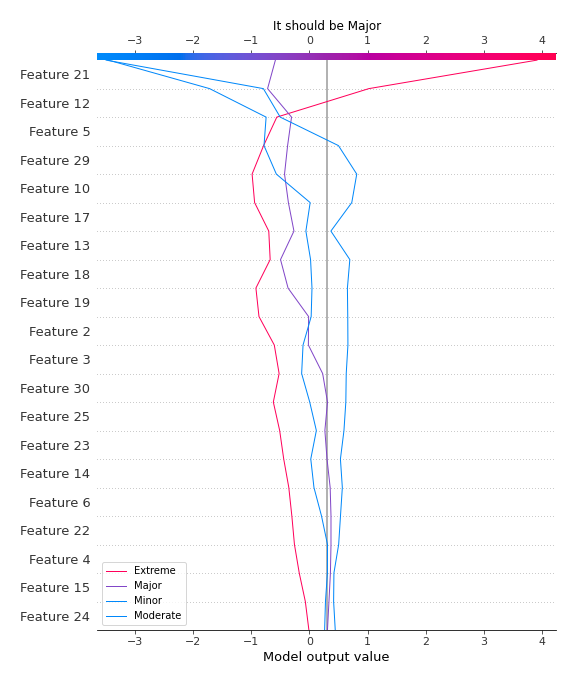 It should be Major
−3 −2 −1 0 1 2 3 4
Feature 21
Feature 12
Feature 5
Feature 29
Feature 10
Feature 17
Feature 13
Feature 18
Feature 19
Feature 2
Feature 3
Feature 30
Feature 25
Feature 23
Feature 14
Feature 6
Feature 22
Feature 4
Feature 15
Feature 24
Extreme
Major
Minor
Moderate
−3 −2 −1 0 1 2 3 4
Model output value